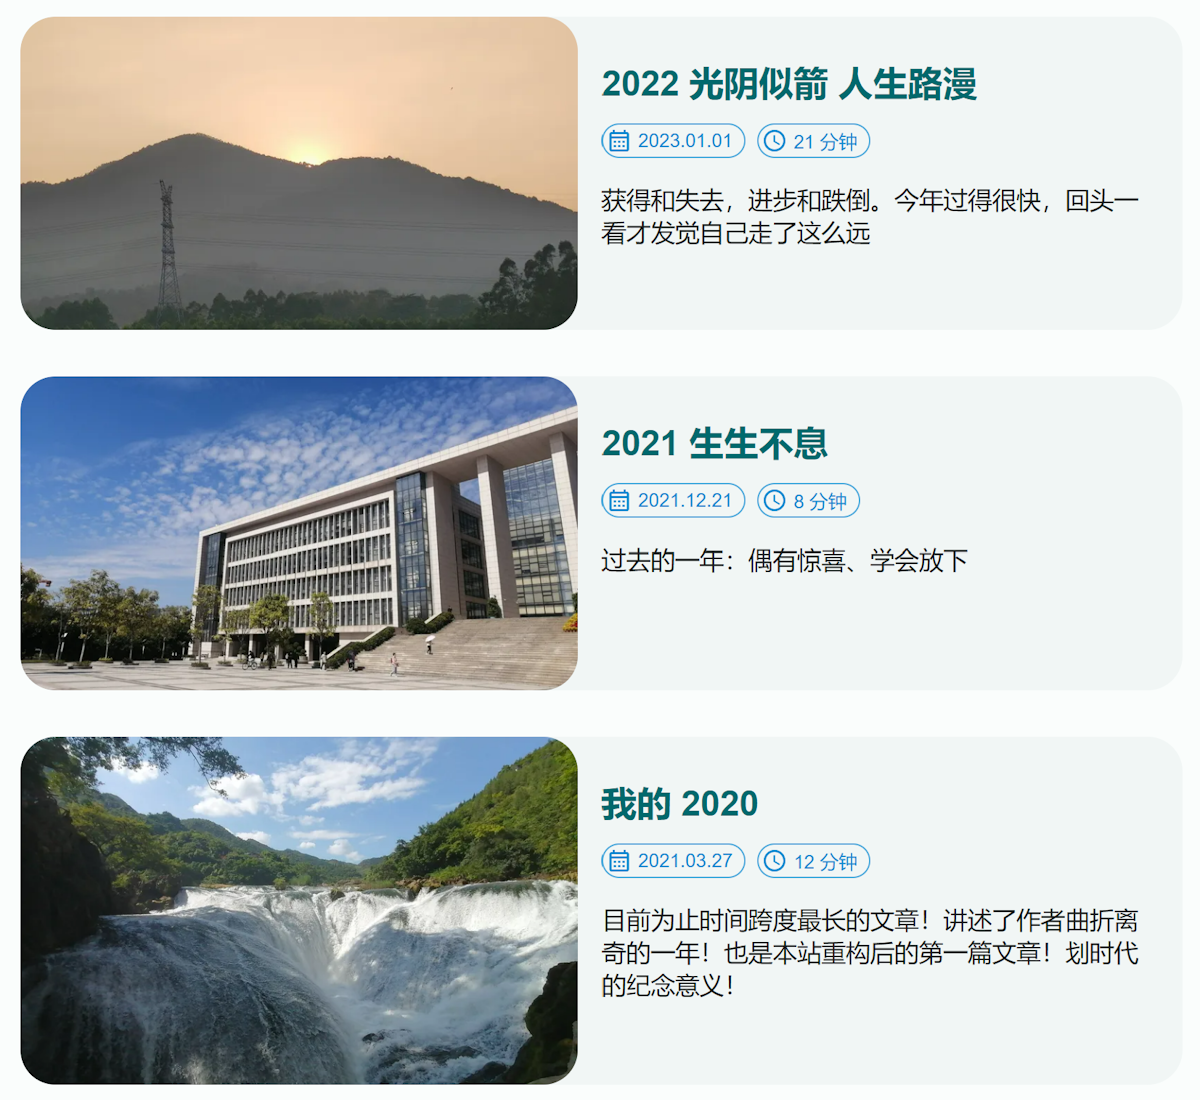 2022 光阴似箭 人生路漫
2023.01.01 21 分钟
获得和失去，进步和跌倒。今年过得很快，回头一
看才发觉自己走了这么远
2021 生生不息
2021.12.21 8 分钟
过去的一年：偶有惊喜、学会放下
我的 2020
2021.03.27 12 分钟
目前为止时间跨度最长的文章！讲述了作者曲折离
奇的一年！也是本站重构后的第一篇文章！划时代
的纪念意义！